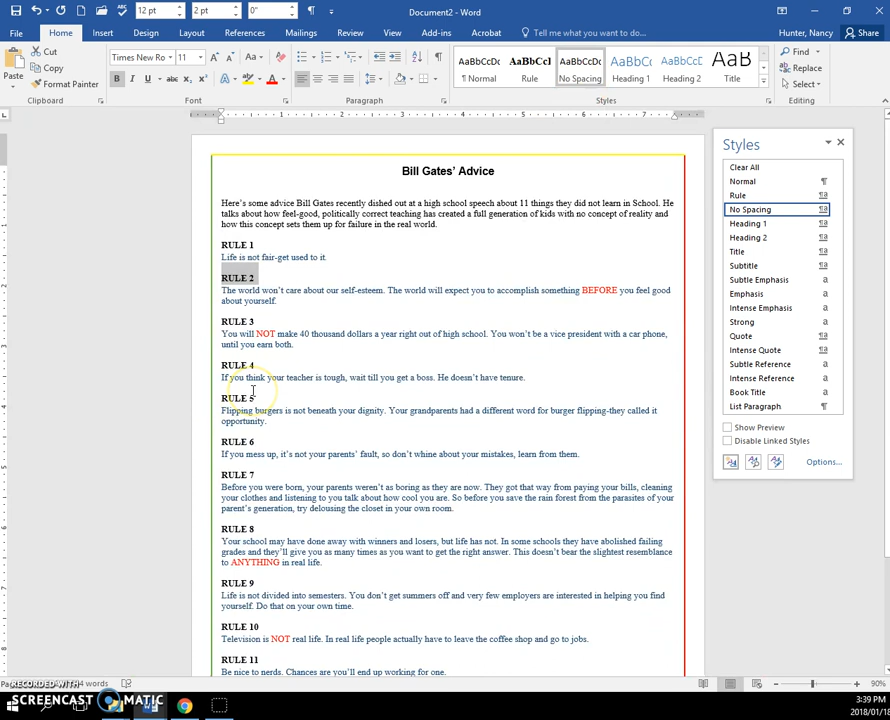 12 pt 2 pt 0" Document2 - Word
File Home Insert Design Layout References Mailings Review View Add-ins Acrobat Tell me what you want to do... Hunter, Nancy Share
Paste Cut Copy Format Painter
Times New Ro 11
AaBbCcDc AaBbCcI AaBbCcDc AaBbCc AaBbCcDc AaB
¶ Normal Rule No Spacing Heading 1 Heading 2 Title
Find Replace Select
Clipboard Font Paragraph Styles Editing
Bill Gates' Advice
Here's some advice Bill Gates recently dished out at a high school speech about 11 things they did not learn in School. He
talks about how feel-good, politically correct teaching has created a full generation of kids with no concept of reality and
how this concept sets them up for failure in the real world.
RULE 1
Life is not fair-get used to it.
RULE 2
The world won't care about our self-esteem. The world will expect you to accomplish something BEFORE you feel good
about yourself.
RULE 3
You will NOT make 40 thousand dollars a year right out of high school. You won't be a vice president with a car phone,
until you earn both.
RULE 4
If you think your teacher is tough, wait till you get a boss. He doesn't have tenure.
RULE 5
Flipping burgers is not beneath your dignity. Your grandparents had a different word for burger flipping-they called it
opportunity.
RULE 6
If you mess up, it's not your parents' fault, so don't whine about your mistakes, learn from them.
RULE 7
Before you were born, your parents weren't as boring as they are now. They got that way from paying your bills, cleaning
your clothes and listening to you talk about how cool you are. So before you save the rain forest from the parasites of your
parent's generation, try delousing the closet in your own room.
RULE 8
Your school may have done away with winners and losers, but life has not. In some schools they have abolished failing
grades and they'll give you as many times as you want to get the right answer. This doesn't bear the slightest resemblance
to ANYTHING in real life.
RULE 9
Life is not divided into semesters. You don't get summers off and very few employers are interested in helping you find
yourself. Do that on your own time.
RULE 10
Television is NOT real life. In real life people actually have to leave the coffee shop and go to jobs.
RULE 11
Be nice to nerds. Chances are you'll end up working for one.
Styles
Clear All
Normal
Rule
No Spacing
Heading 1
Heading 2
Title
Subtitle
Subtle Emphasis
Emphasis
Intense Emphasis
Strong
Quote
Intense Quote
Subtle Reference
Intense Reference
Book Title
List Paragraph
Show Preview
Disable Linked Styles
Options...
RECORDED WITH
SCREENCAST MATIC
4 words
90%
3:39 PM
2018/01/18